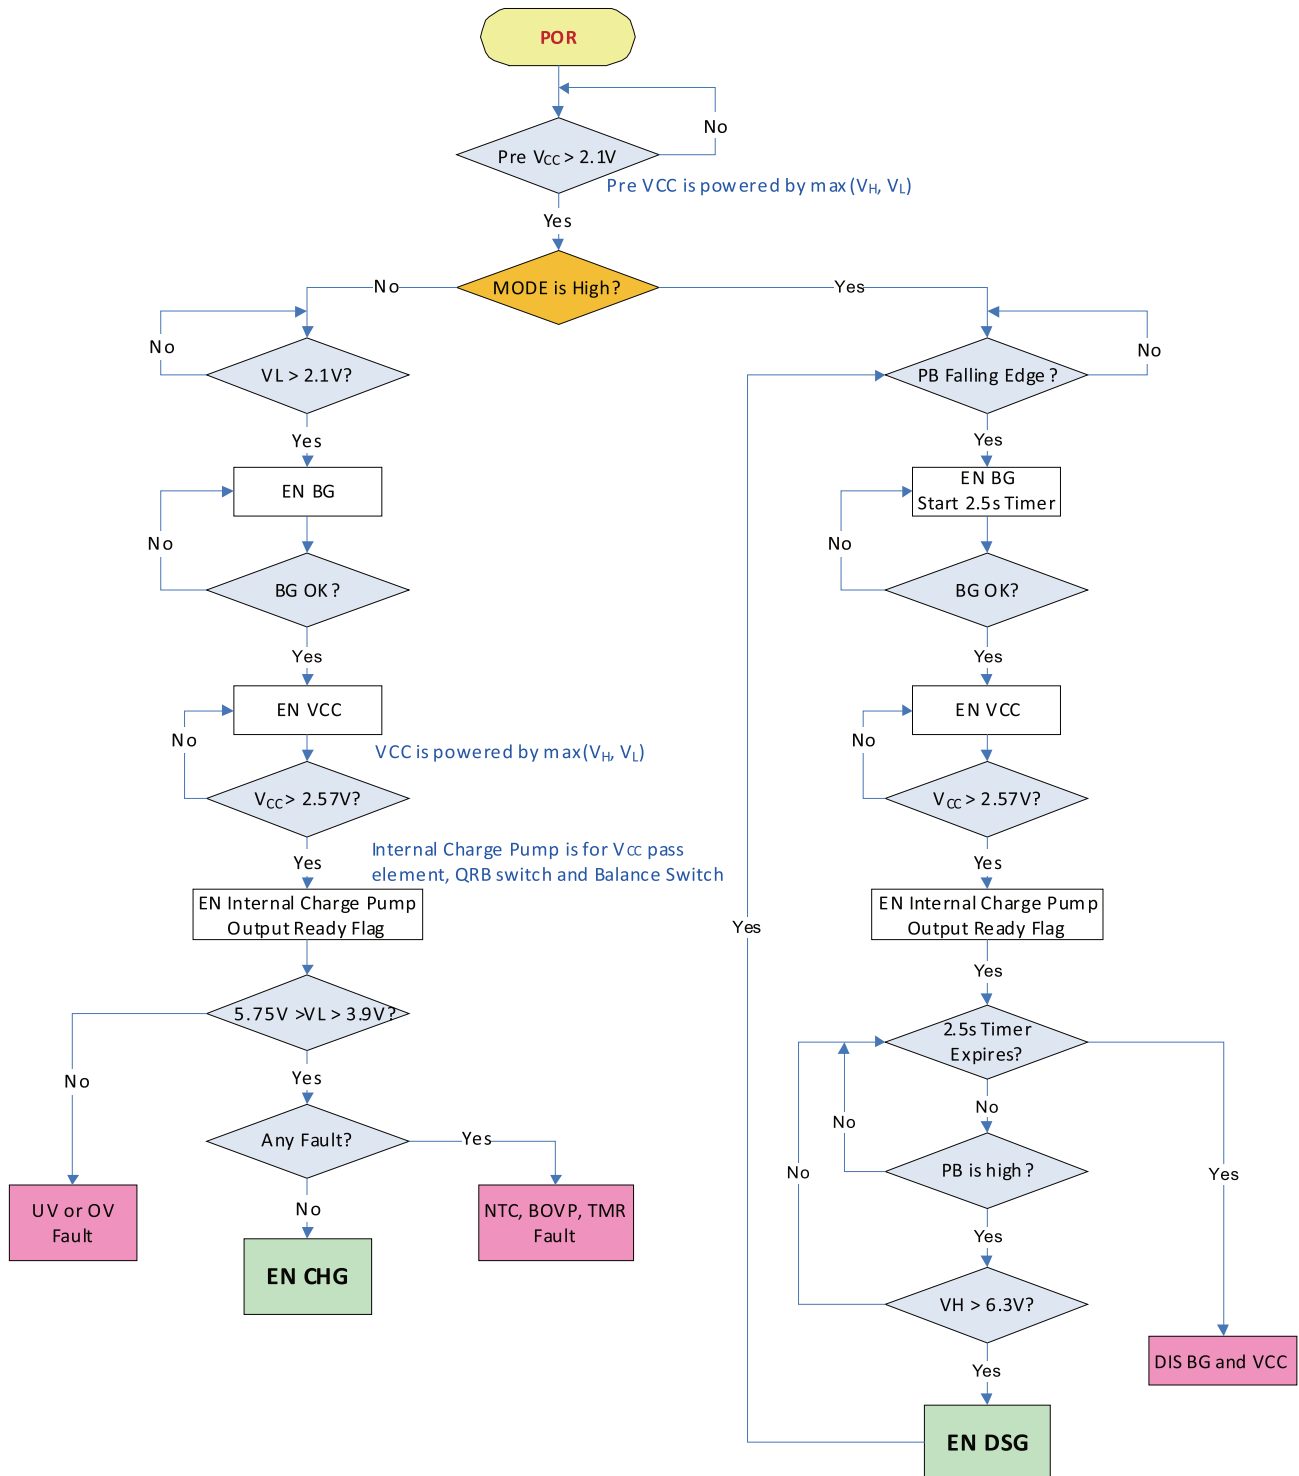 POR
No
Pre VCC > 2.1V
Pre VCC is powered by max(VH, VL)
Yes
No
MODE is High?
Yes
No
VL > 2.1V?
Yes
EN BG
No
BG OK?
Yes
EN VCC
No
VCC is powered by max(VH, VL)
VCC > 2.57V?
Yes
Internal Charge Pump is for VCC pass
element, QRB switch and Balance Switch
EN Internal Charge Pump
Output Ready Flag
5.75V >VL > 3.9V?
No
Yes
Any Fault?
Yes
UV or OV
Fault
No
NTC, BOVP, TMR
Fault
EN CHG
PB Falling Edge?
No
Yes
EN BG
Start 2.5s Timer
No
BG OK?
Yes
EN VCC
No
VCC > 2.57V?
Yes
EN Internal Charge Pump
Output Ready Flag
Yes
Yes
2.5s Timer
Expires?
No
No
PB is high?
No
Yes
Yes
VH > 6.3V?
DIS BG and VCC
Yes
EN DSG